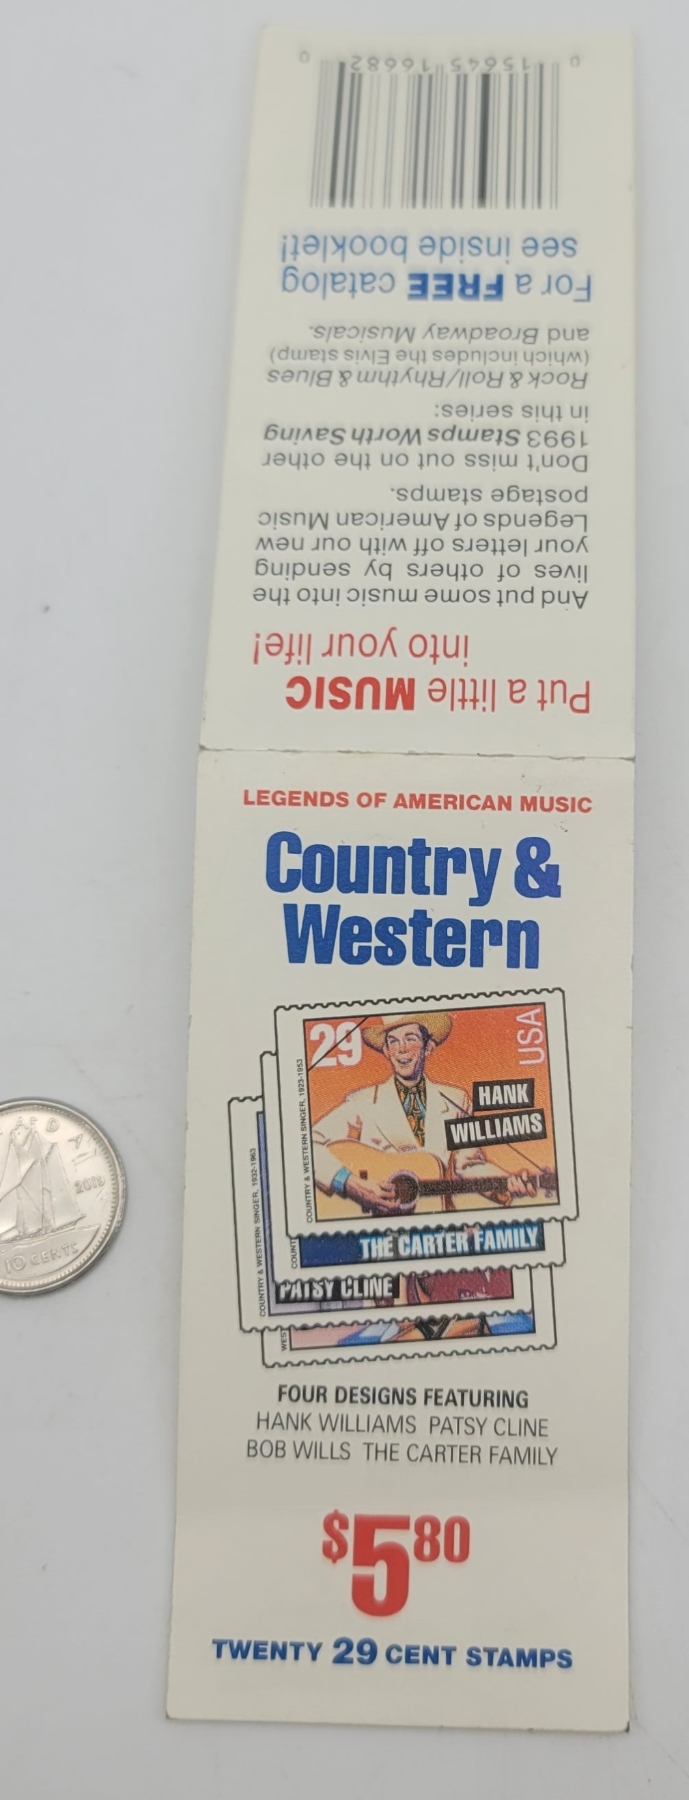 Put a little MUSIC
into your life!
And put some music into the
lives of others by sending
your letters off with our new
Legends of American Music
postage stamps.
Don't miss out on the other
1993 Stamps Worth Saving
in this series:
Rock & Roll/Rhythm & Blues
(which includes the Elvis stamp)
and Broadway Musicals.
For a FREE catalog
see inside booklet!
0 15645 16682 0
LEGENDS OF AMERICAN MUSIC
Country &
Western
29
USA
HANK
WILLIAMS
COUNTRY & WESTERN SINGER, 1923-1953
THE CARTER FAMILY
COUNT
PATSY CLINE
COUNTRY & WESTERN SINGER, 1932-1963
WEST
FOUR DESIGNS FEATURING
HANK WILLIAMS PATSY CLINE
BOB WILLS THE CARTER FAMILY
$5 80
TWENTY 29 CENT STAMPS
2016
10 CENTS